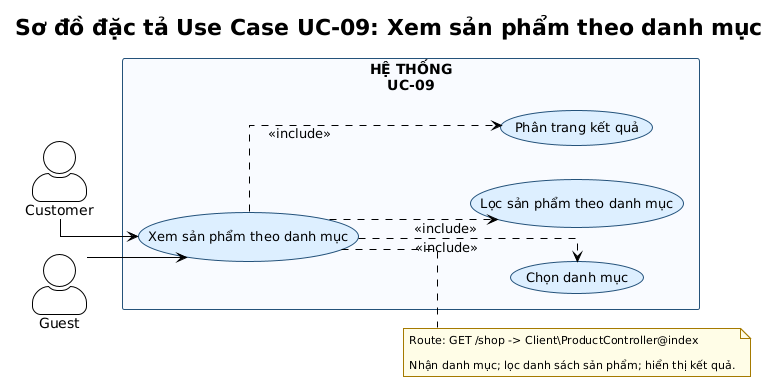 Sơ đồ đặc tả Use Case UC-09: Xem sản phẩm theo danh mục
HỆ THỐNG
UC-09
Phân trang kết quả
«include»
Customer
Lọc sản phẩm theo danh mục
«include»
Xem sản phẩm theo danh mục
«include»
Chọn danh mục
Guest
Route: GET /shop -> Client\ProductController@index
Nhận danh mục; lọc danh sách sản phẩm; hiển thị kết quả.